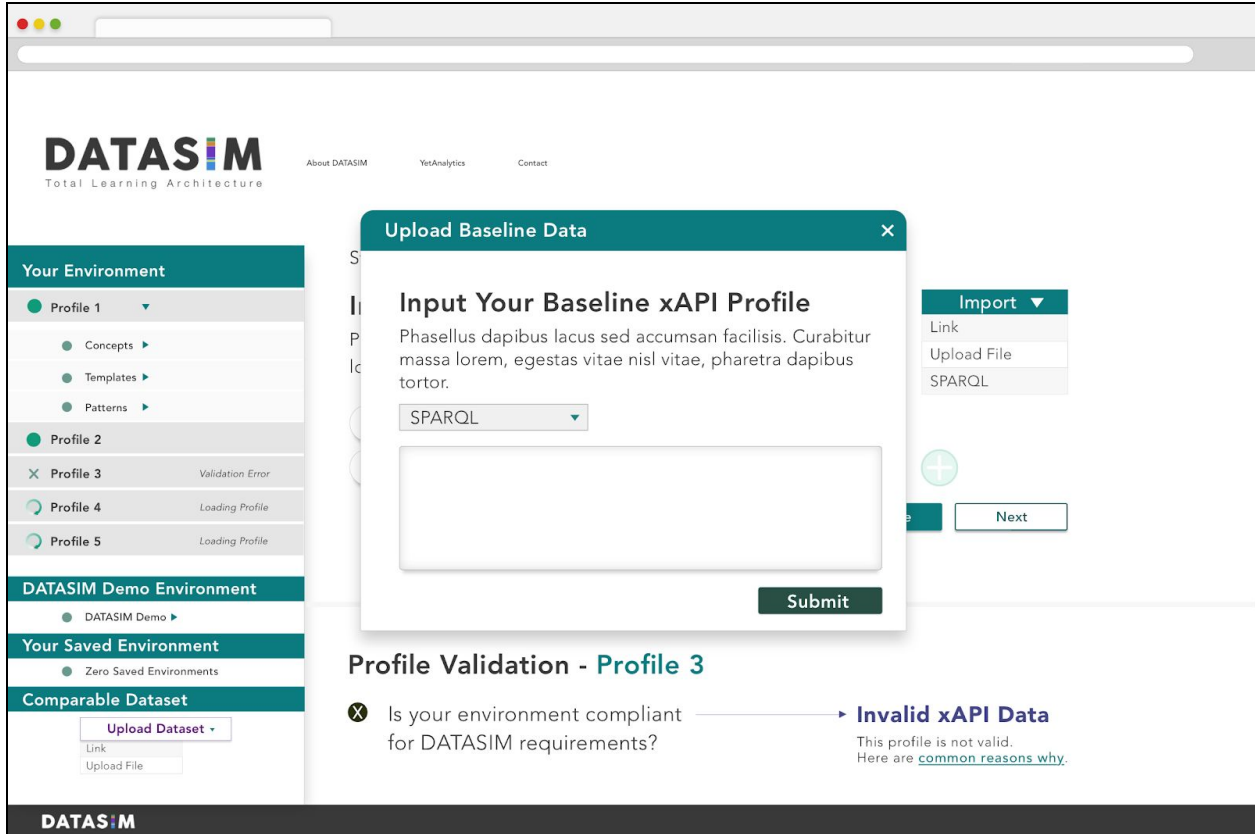 DATASIM
Total Learning Architecture
About DATASIM
YetAnalytics
Contact
Your Environment
Profile 1
Concepts
Templates
Patterns
Profile 2
Profile 3 Validation Error
Profile 4 Loading Profile
Profile 5 Loading Profile
DATASIM Demo Environment
DATASIM Demo
Your Saved Environment
Zero Saved Environments
Comparable Dataset
Upload Dataset
Link
Upload File
Upload Baseline Data
Input Your Baseline xAPI Profile
Phasellus dapibus lacus sed accumsan facilisis. Curabitur
massa lorem, egestas vitae nisl vitae, pharetra dapibus
tortor.
SPARQL
Submit
Import
Link
Upload File
SPARQL
Next
Profile Validation - Profile 3
X
Is your environment compliant
for DATASIM requirements?
Invalid xAPI Data
This profile is not valid.
Here are common reasons why.
DATASIM